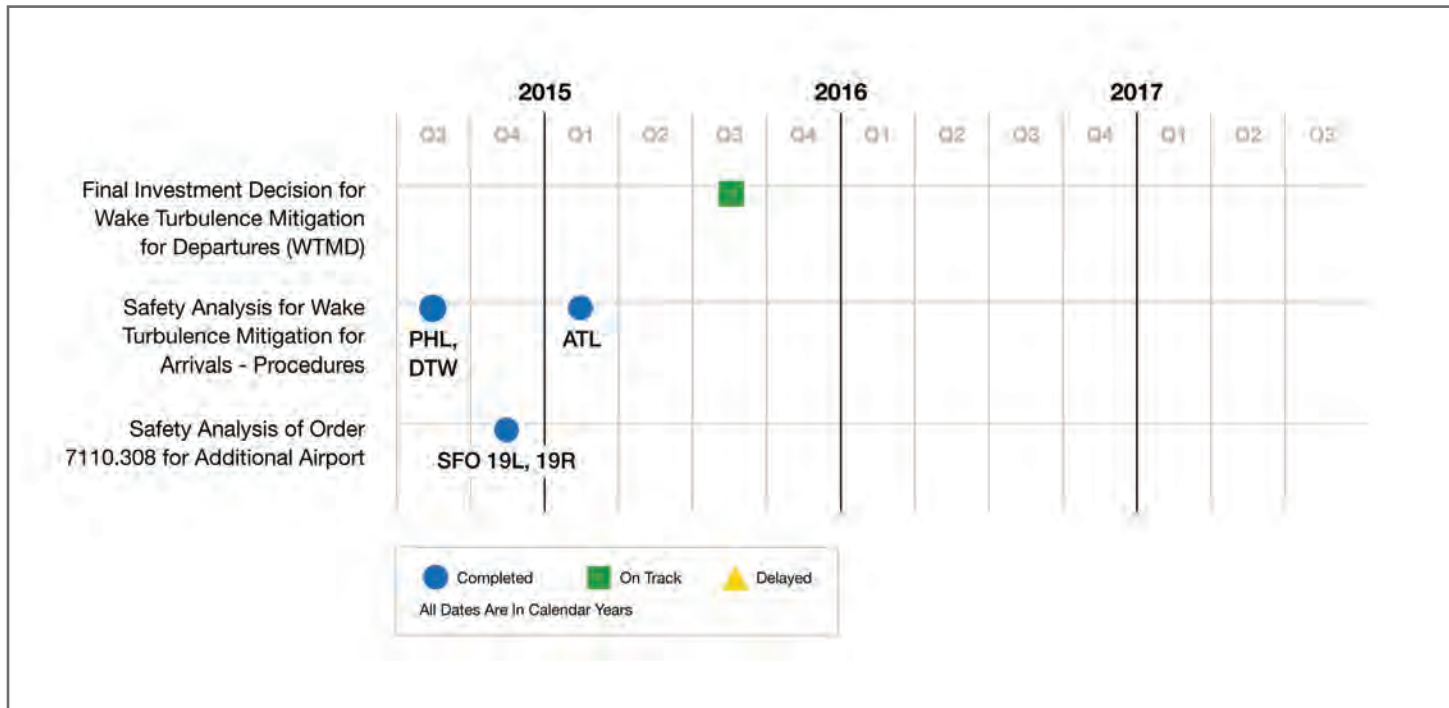 2015 2016 2017
Q3 Q4 Q1 Q2 Q3 Q4 Q1 Q2 Q3 Q4 Q1 Q2 Q3
Final Investment Decision for
Wake Turbulence Mitigation
for Departures (WTMD)
Safety Analysis for Wake
Turbulence Mitigation for
Arrivals - Procedures
PHL,
DTW
ATL
Safety Analysis of Order
7110.308 for Additional Airport
SFO 19L, 19R
Completed On Track Delayed
All Dates Are In Calendar Years